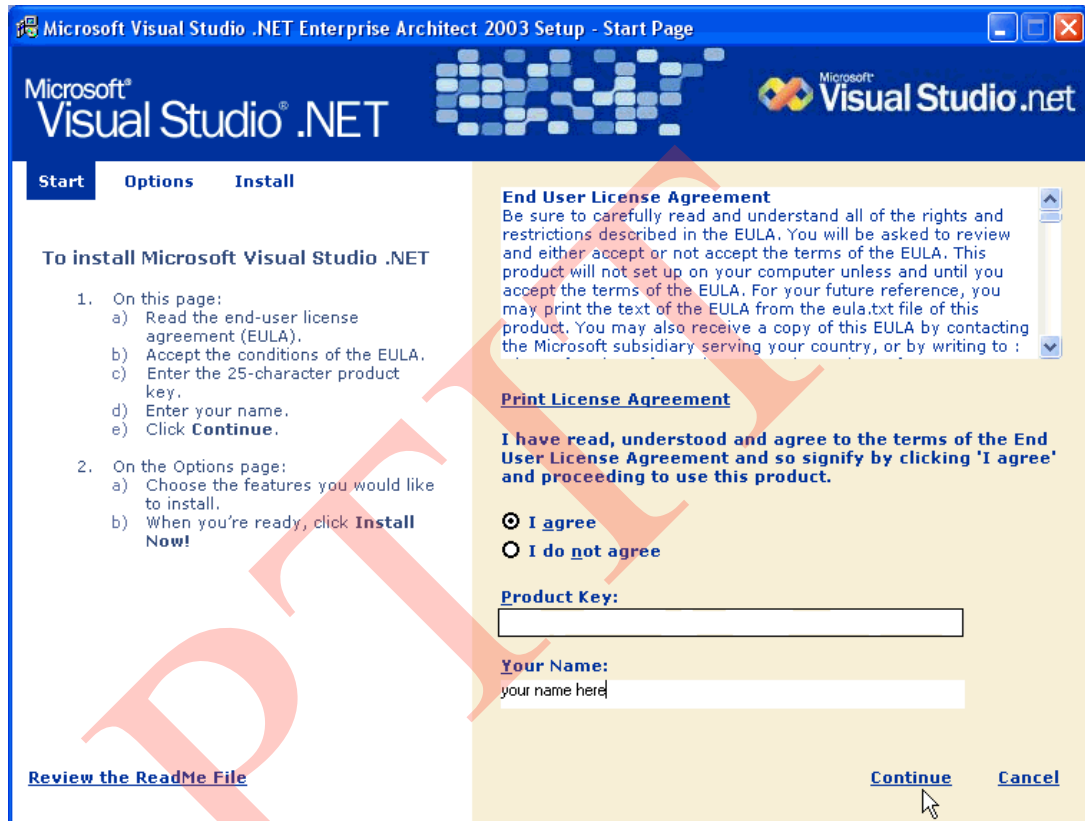 Microsoft Visual Studio .NET Enterprise Architect 2003 Setup - Start Page
Microsoft®
Visual Studio® .NET
Microsoft
Visual Studio .net
Start Options Install
To install Microsoft Visual Studio .NET
1. On this page:
a) Read the end-user license
agreement (EULA).
b) Accept the conditions of the EULA.
c) Enter the 25-character product
key.
d) Enter your name.
e) Click Continue.
2. On the Options page:
a) Choose the features you would like
to install.
b) When you're ready, click Install
Now!
Review the ReadMe File
End User License Agreement
Be sure to carefully read and understand all of the rights and
restrictions described in the EULA. You will be asked to review
and either accept or not accept the terms of the EULA. This
product will not set up on your computer unless and until you
accept the terms of the EULA. For your future reference, you
may print the text of the EULA from the eula.txt file of this
product. You may also receive a copy of this EULA by contacting
the Microsoft subsidiary serving your country, or by writing to :
Print License Agreement
I have read, understood and agree to the terms of the End
User License Agreement and so signify by clicking 'I agree'
and proceeding to use this product.
I agree
I do not agree
Product Key:
Your Name:
your name here
Continue Cancel
PTIT